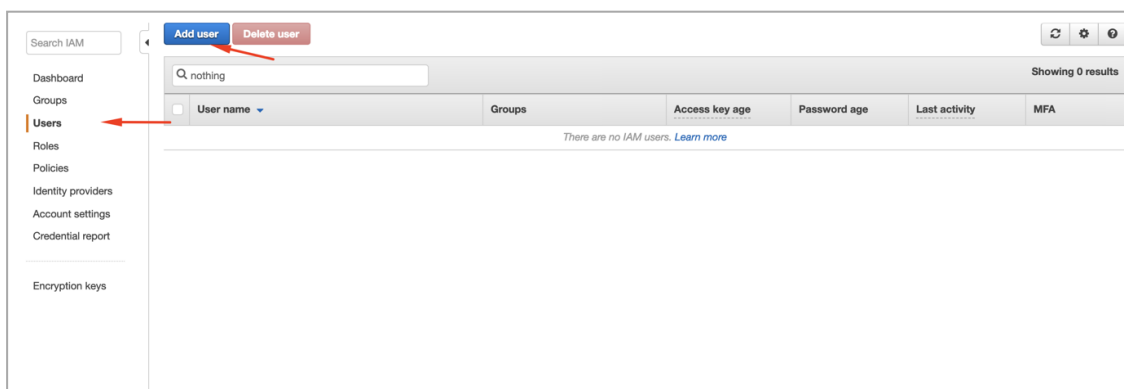 Search IAM
Dashboard
Groups
Users
Roles
Policies
Identity providers
Account settings
Credential report
Encryption keys
Add user Delete user
nothing Showing 0 results
User name Groups Access key age Password age Last activity MFA
There are no IAM users. Learn more